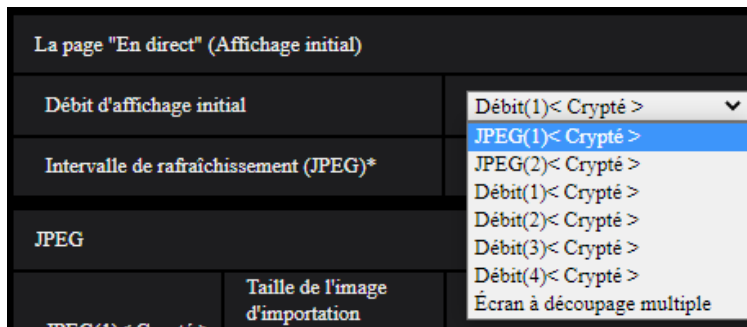 La page "En direct" (Affichage initial)
Débit d'affichage initial
Débit(1)< Crypté >
Intervalle de rafraîchissement (JPEG)*
JPEG(1)< Crypté >
JPEG(2)< Crypté >
Débit(1)< Crypté >
Débit(2)< Crypté >
Débit(3)< Crypté >
Débit(4)< Crypté >
Écran à découpage multiple
JPEG
Taille de l'image
d'importation